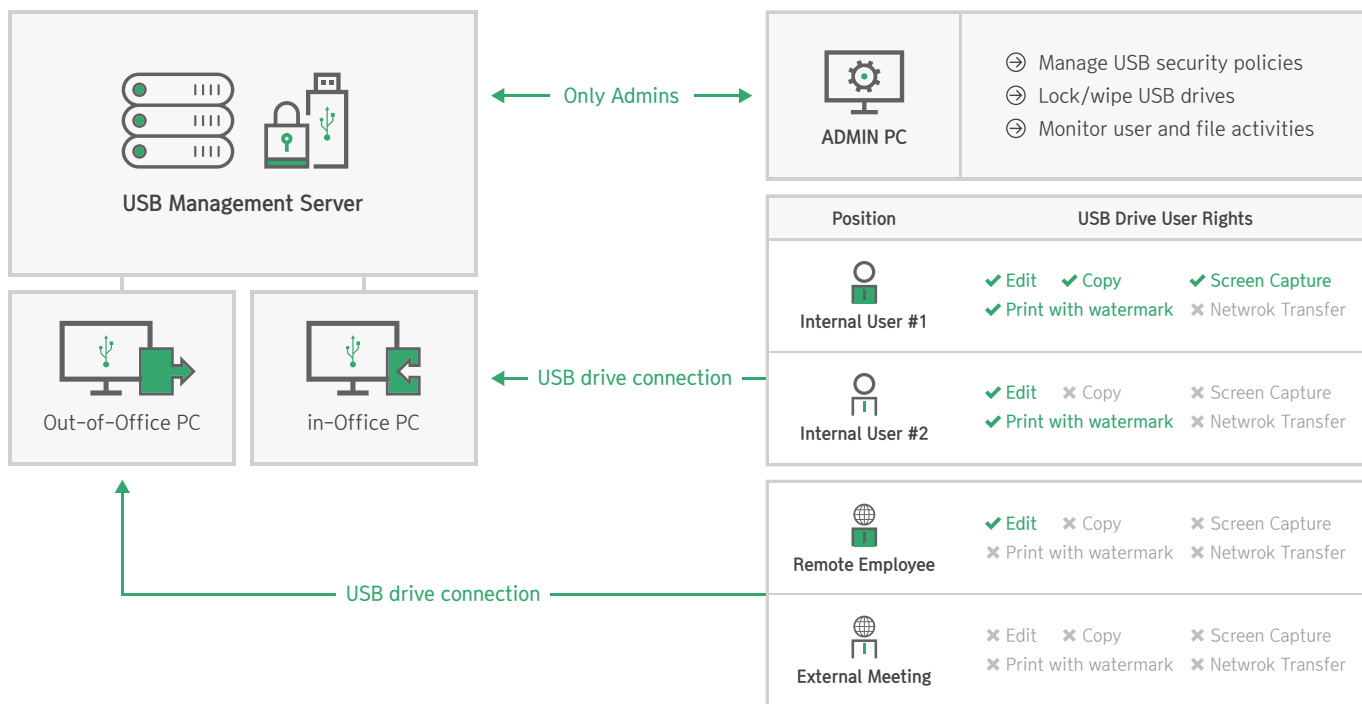 USB Management Server
Only Admins
ADMIN PC
Manage USB security policies
Lock/wipe USB drives
Monitor user and file activities
Out-of-Office PC
in-Office PC
USB drive connection
Position
USB Drive User Rights
Internal User #1
Edit Copy Screen Capture
Print with watermark Netwrok Transfer
Internal User #2
Edit Copy Screen Capture
Print with watermark Netwrok Transfer
USB drive connection
Remote Employee
Edit Copy Screen Capture
Print with watermark Netwrok Transfer
External Meeting
Edit Copy Screen Capture
Print with watermark Netwrok Transfer